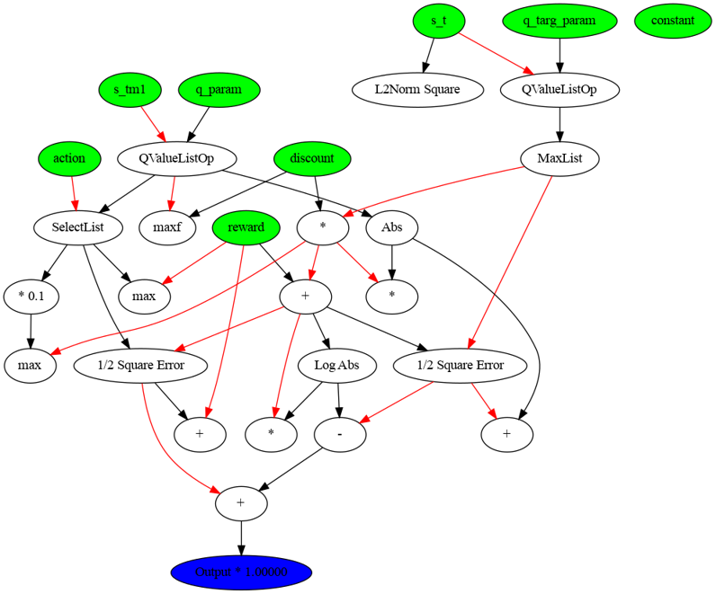 s_t
q_targ_param
constant
s_tm1
q_param
L2Norm Square
QValueListOp
action
QValueListOp
discount
MaxList
SelectList
maxf
reward
*
Abs
* 0.1
max
+
*
max
1/2 Square Error
Log Abs
1/2 Square Error
+
*
-
+
+
Output * 1.00000